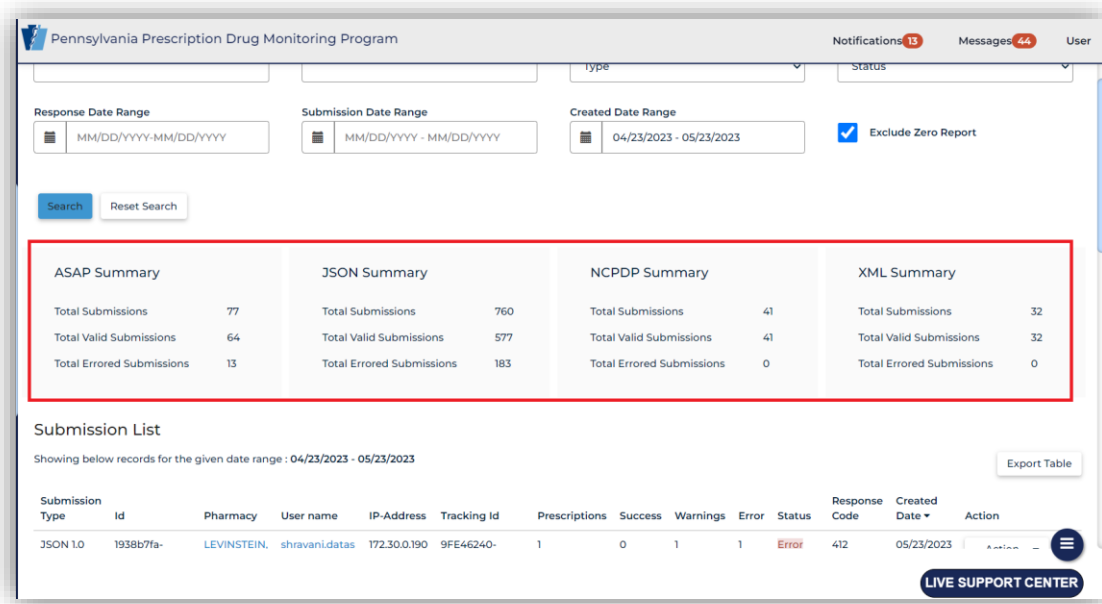 Pennsylvania Prescription Drug Monitoring Program Notifications 13 Messages 44 User
Type Status
Response Date Range Submission Date Range Created Date Range
MM/DD/YYYY-MM/DD/YYYY MM/DD/YYYY - MM/DD/YYYY 04/23/2023 - 05/23/2023 Exclude Zero Report
Search Reset Search
ASAP Summary JSON Summary NCPDP Summary XML Summary
Total Submissions 77 Total Submissions 760 Total Submissions 41 Total Submissions 32
Total Valid Submissions 64 Total Valid Submissions 577 Total Valid Submissions 41 Total Valid Submissions 32
Total Errored Submissions 13 Total Errored Submissions 183 Total Errored Submissions 0 Total Errored Submissions 0
Submission List
Showing below records for the given date range : 04/23/2023 - 05/23/2023
Export Table
Submission Response Created
Type Id Pharmacy User name IP-Address Tracking Id Prescriptions Success Warnings Error Status Code Date Action
JSON 1.0 1938b7fa- LEVINSTEIN, shravani.datas 172.30.0.190 9FE46240- 1 0 1 1 Error 412 05/23/2023 Action
LIVE SUPPORT CENTER